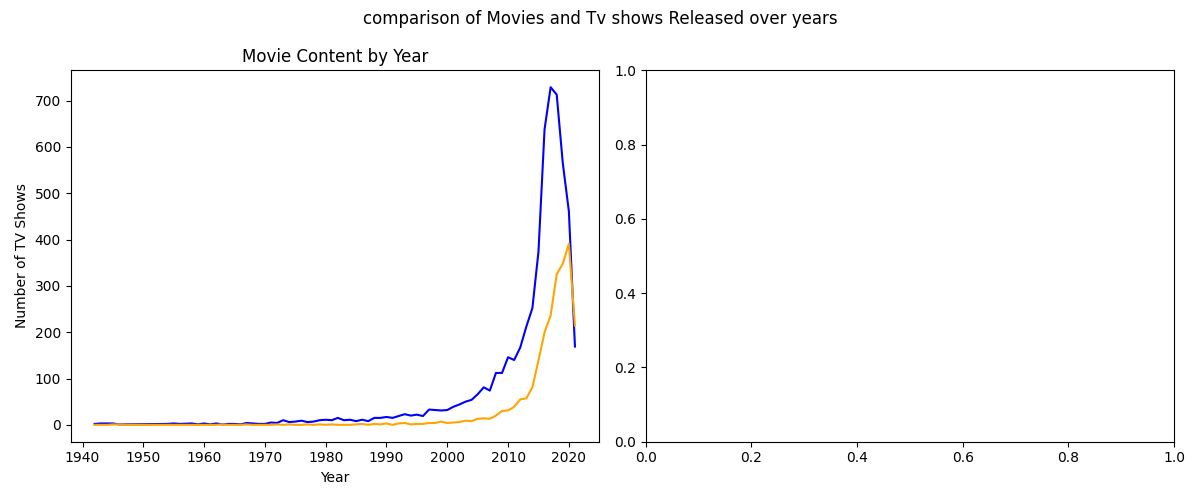 comparison of Movies and Tv shows Released over years
Movie Content by Year
Number of TV Shows
700
600
500
400
300
200
100
0
1940 1950 1960 1970 1980 1990 2000 2010 2020
Year
1.0
0.8
0.6
0.4
0.2
0.0
0.0 0.2 0.4 0.6 0.8 1.0